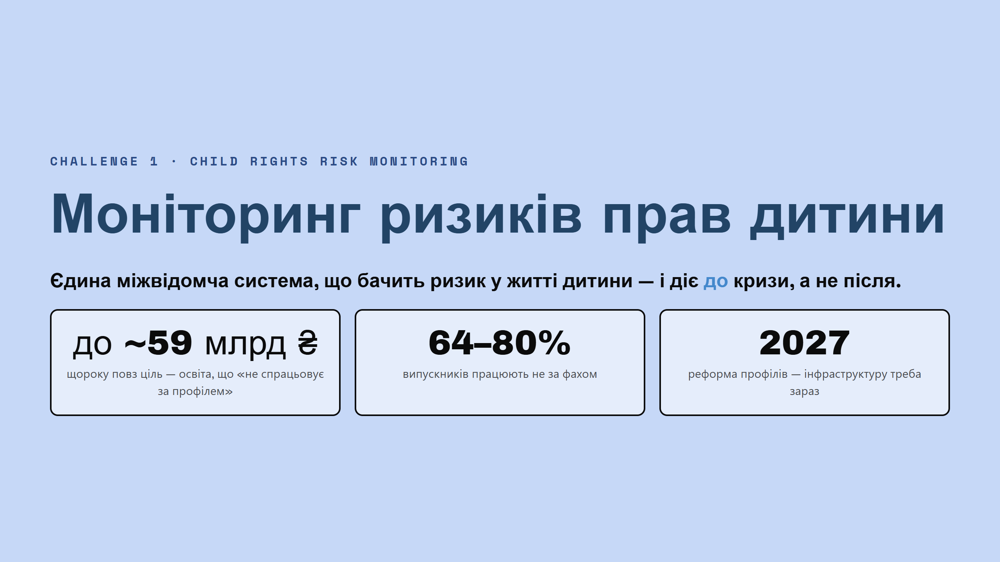 CHALLENGE 1 · CHILD RIGHTS RISK MONITORING
Моніторинг ризиків прав дитини
Єдина міжвідомча система, що бачить ризик у житті дитини — і діє до кризи, а не після.
до ~59 млрд ₴
щороку повз ціль — освіта, що «не спрацьовує
за профілем»
64–80%
випускників працюють не за фахом
2027
реформа профілів — інфраструктуру треба
зараз